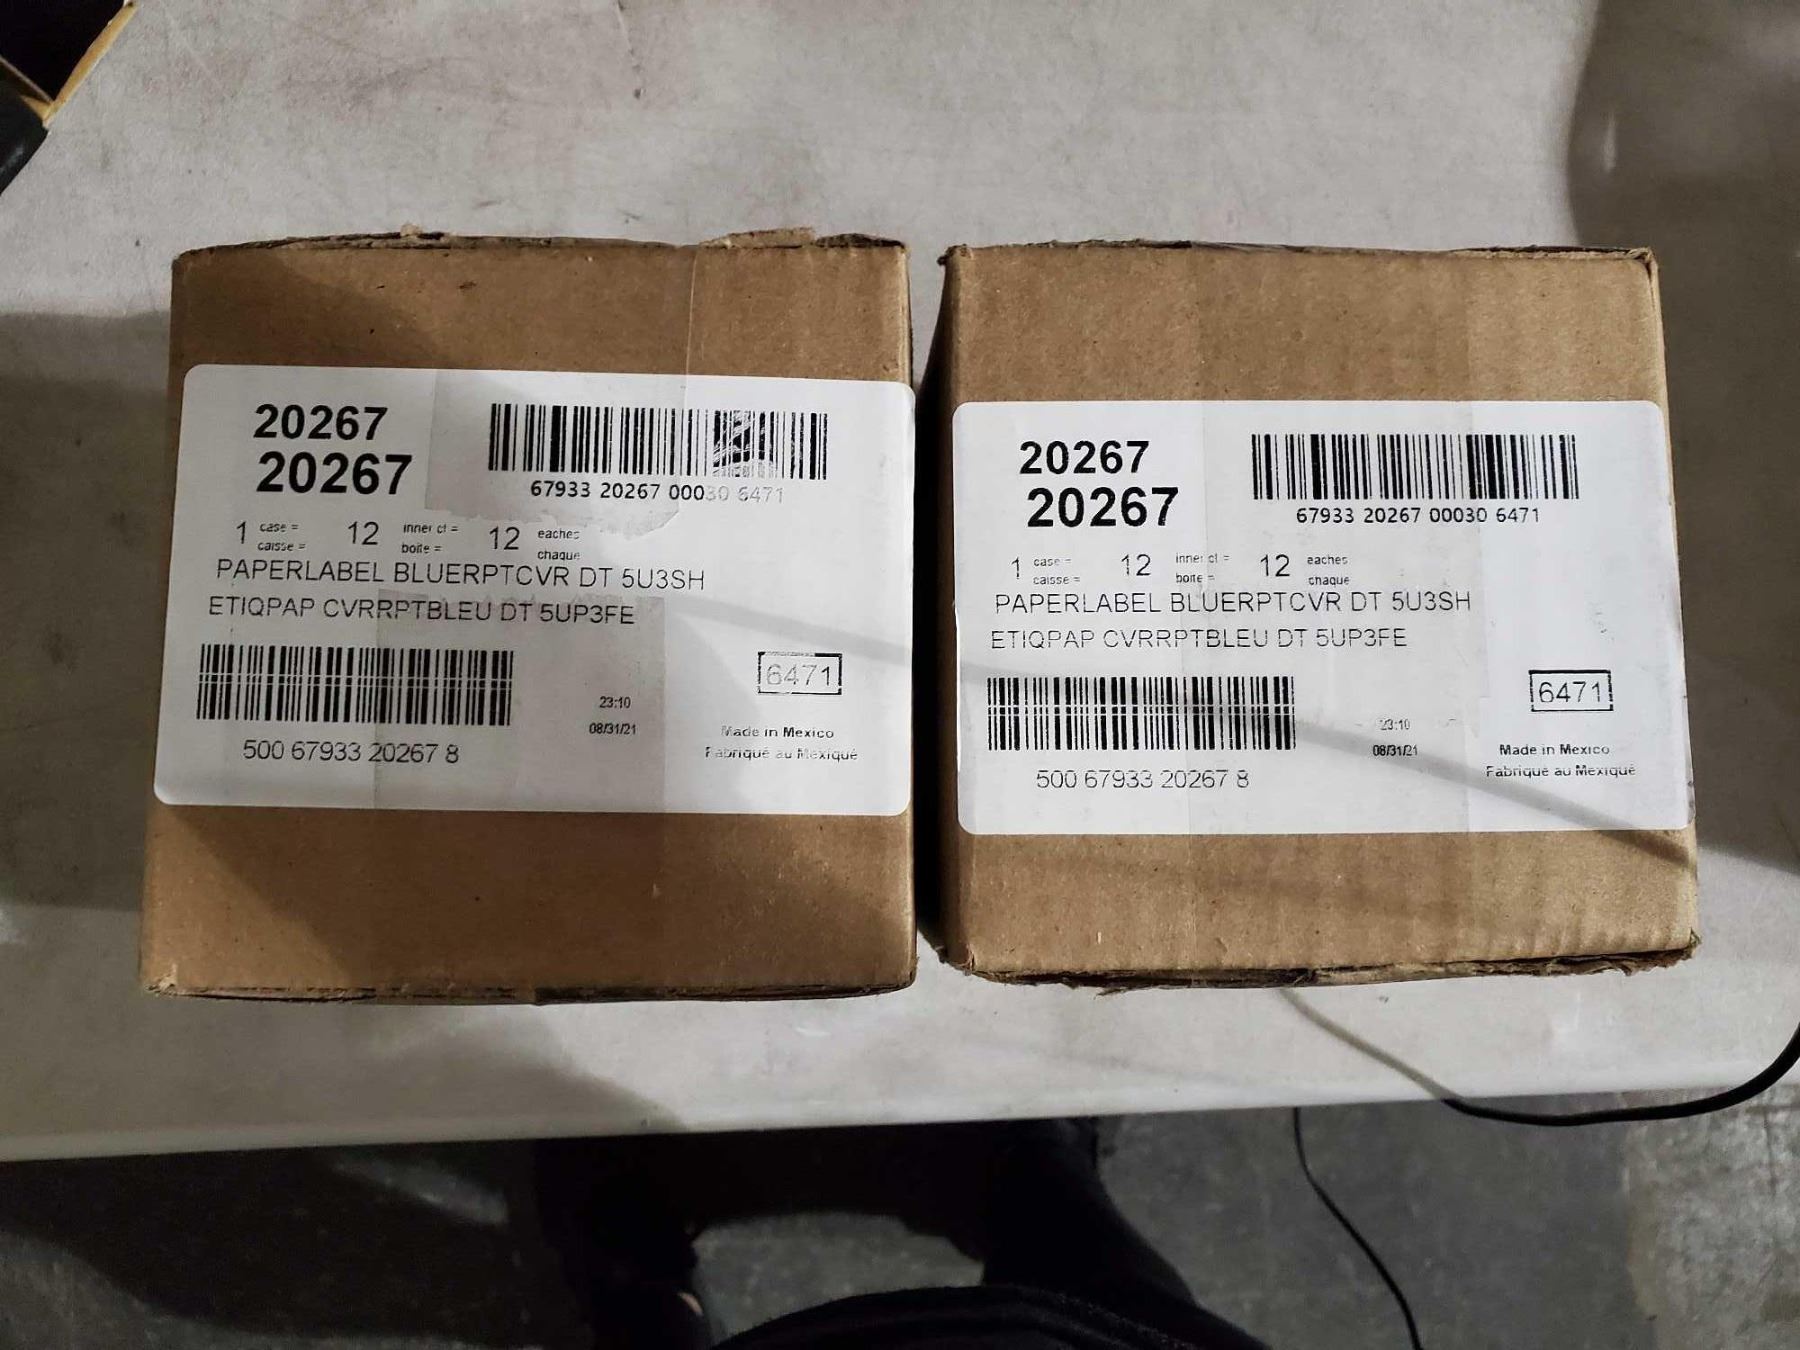 20267
20267
67933 20267 00030 6471
1 case = 12 inner ct = 12 eaches
caisse = boite = chaque
PAPERLABEL BLUERPTCVR DT 5U3SH
ETIQPAP CVRRPTBLEU DT 5UP3FE
6471
23:10
08/31/21
Made in Mexico
Fabriqué au Mexique
500 67933 20267 8
20267
20267
67933 20267 00030 6471
1 case = 12 inner ct = 12 eaches
caisse = boite = chaque
PAPERLABEL BLUERPTCVR DT 5U3SH
ETIQPAP CVRRPTBLEU DT 5UP3FE
6471
23:10
08/31/21
Made in Mexico
Fabriqué au Mexique
500 67933 20267 8